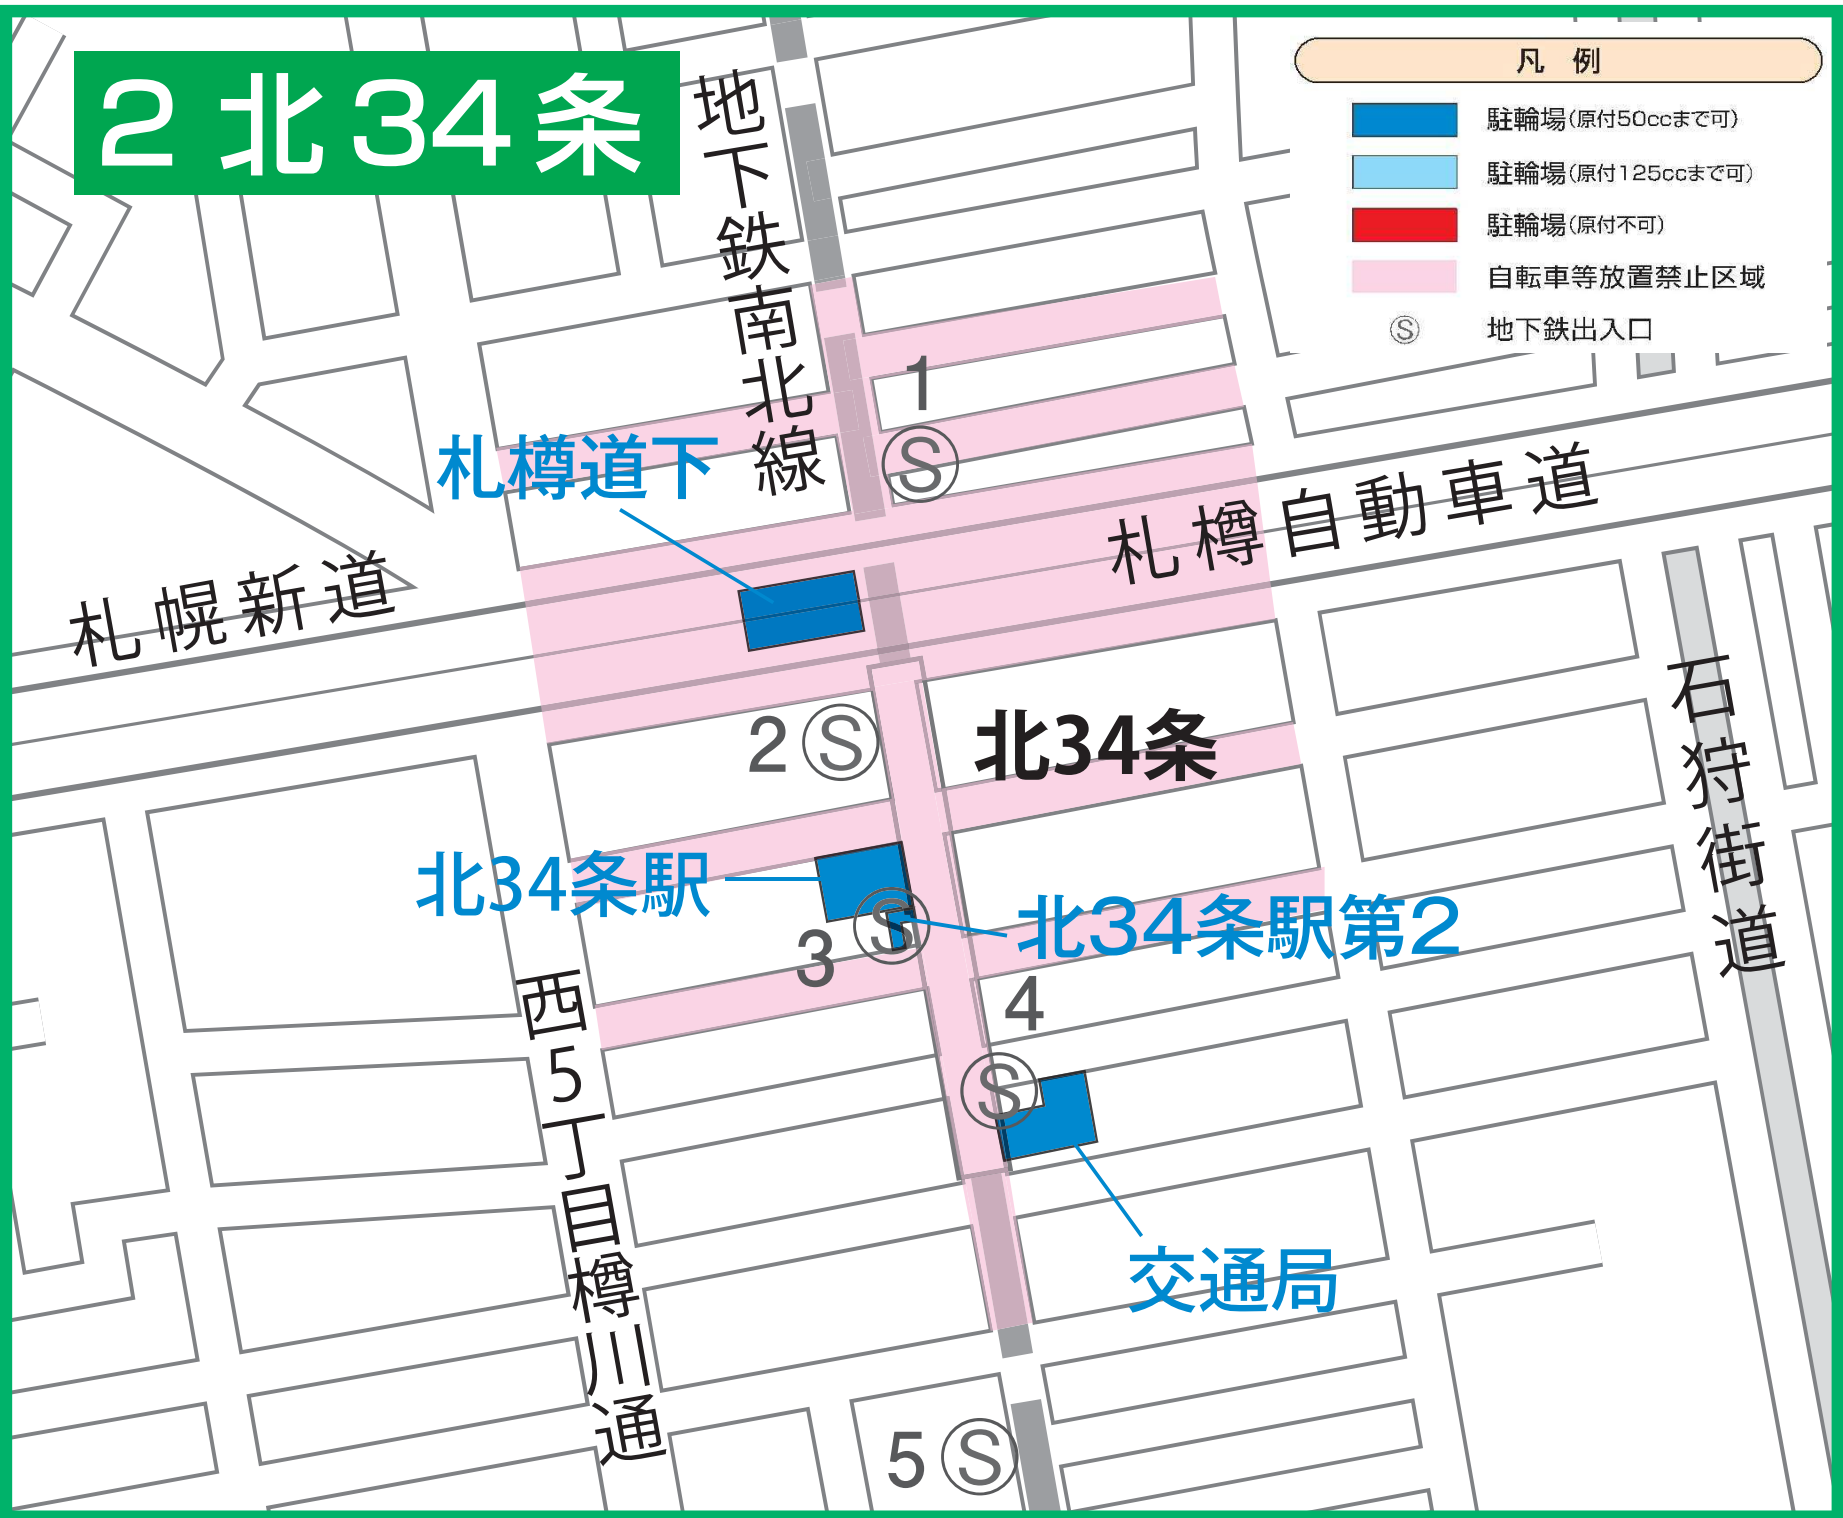 2 北34条
凡 例
駐輪場(原付50ccまで可)
駐輪場(原付125ccまで可)
駐輪場(原付不可)
自転車等放置禁止区域
Ⓢ 地下鉄出入口
地下鉄南北線
1
Ⓢ
札樽道下
札樽自動車道
札幌新道
2 Ⓢ
北34条
石狩街道
北34条駅
北34条駅第2
3
Ⓢ
4
Ⓢ
西5丁目樽川通
交通局
5 Ⓢ